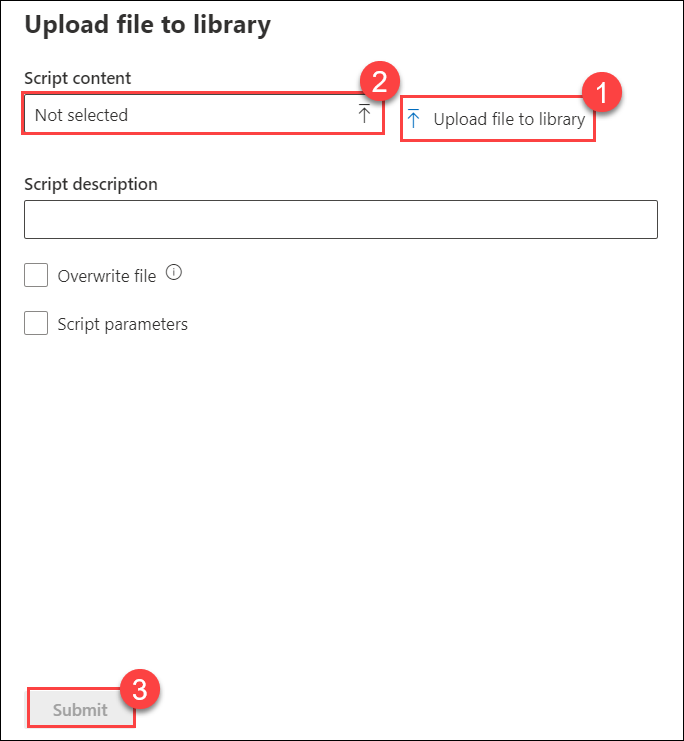 Upload file to library
Script content
2
1
Not selected
Upload file to library
Script description
Overwrite file
Script parameters
3
Submit